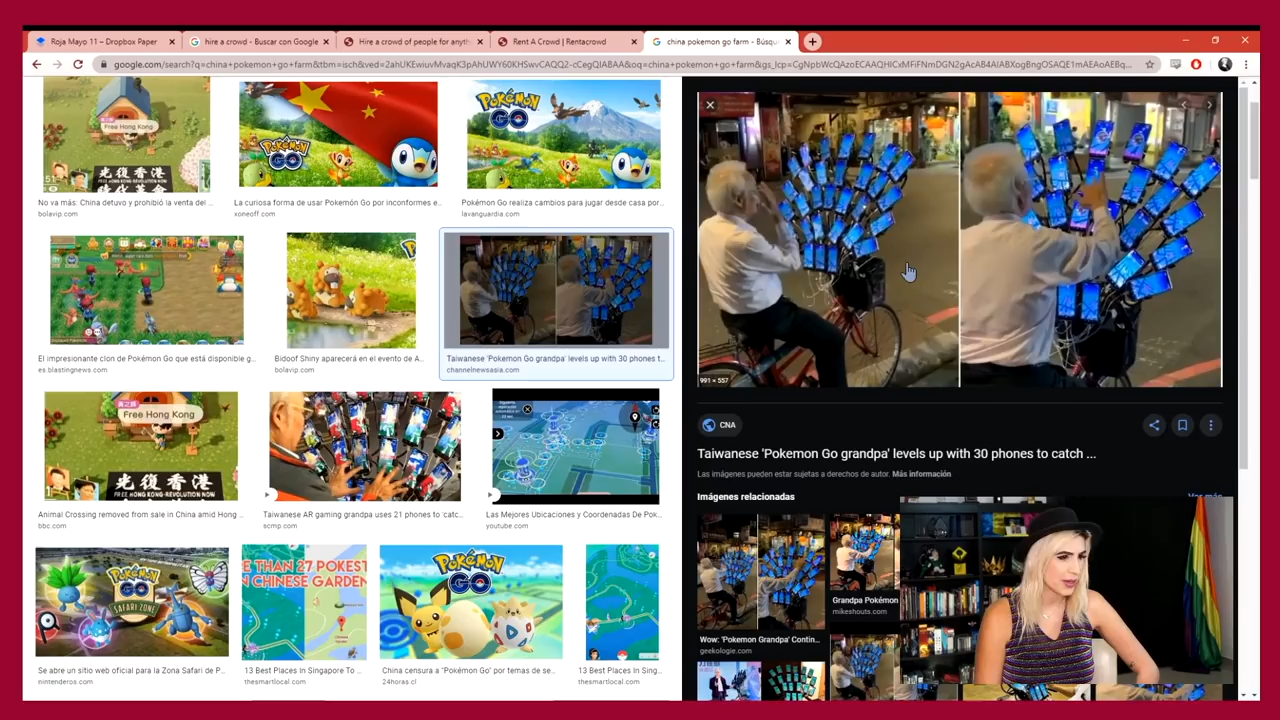 Roja Mayo 11 – Dropbox Paper
hire a crowd - Buscar con Google
Hire a crowd of people for anyth
Rent A Crowd | Rentacrowd
china pokemon go farm - Búsqu
google.com/search?q=china+pokemon+go+farm&tbm=isch&ved=
Free Hong Kong
光復香港
No va más: China detuvo y prohibió la venta del ...
bolavip.com
POKÉMON GO
La curiosa forma de usar Pokemón Go por inconformes e...
xoneoff com
POKÉMON GO
Pokémon Go realiza cambios para jugar desde casa por...
lavanguardia.com
El impresionante clon de Pokémon Go que está disponible g...
es.blastingnews.com
Bidoof Shiny aparecerá en el evento de A...
bolavip.com
Taiwanese 'Pokemon Go grandpa' levels up with 30 phones t...
channelnewsasia.com
Free Hong Kong
光復香港
FREE HONG-KONG·REVOLUTION NOW
Animal Crossing removed from sale in China amid Hong ...
bbc.com
Taiwanese AR gaming grandpa uses 21 phones to 'catc...
scmp.com
Las Mejores Ubicaciones y Coordenadas De Pok...
youtube.com
POKÉMON GO
SAFARI ZONE
Se abre un sitio web oficial para la Zona Safari de P...
nintenderos.com
E THAN 27 POKEST
N CHINESE GARDEN
13 Best Places In Singapore To ...
thesmartlocal.com
POKÉMON GO
China censura a "Pokémon Go" por temas de se...
24horas.cl
13 Best Places In Sing...
thesmartlocal.com
991 × 557
CNA
Taiwanese 'Pokemon Go grandpa' levels up with 30 phones to catch ...
Las imágenes pueden estar sujetas a derechos de autor. Más información
Imágenes relacionadas
Ver más
Wow: 'Pokemon Grandpa' Contin...
geekologie.com
Grandpa Pokémon
mikeshouts.com